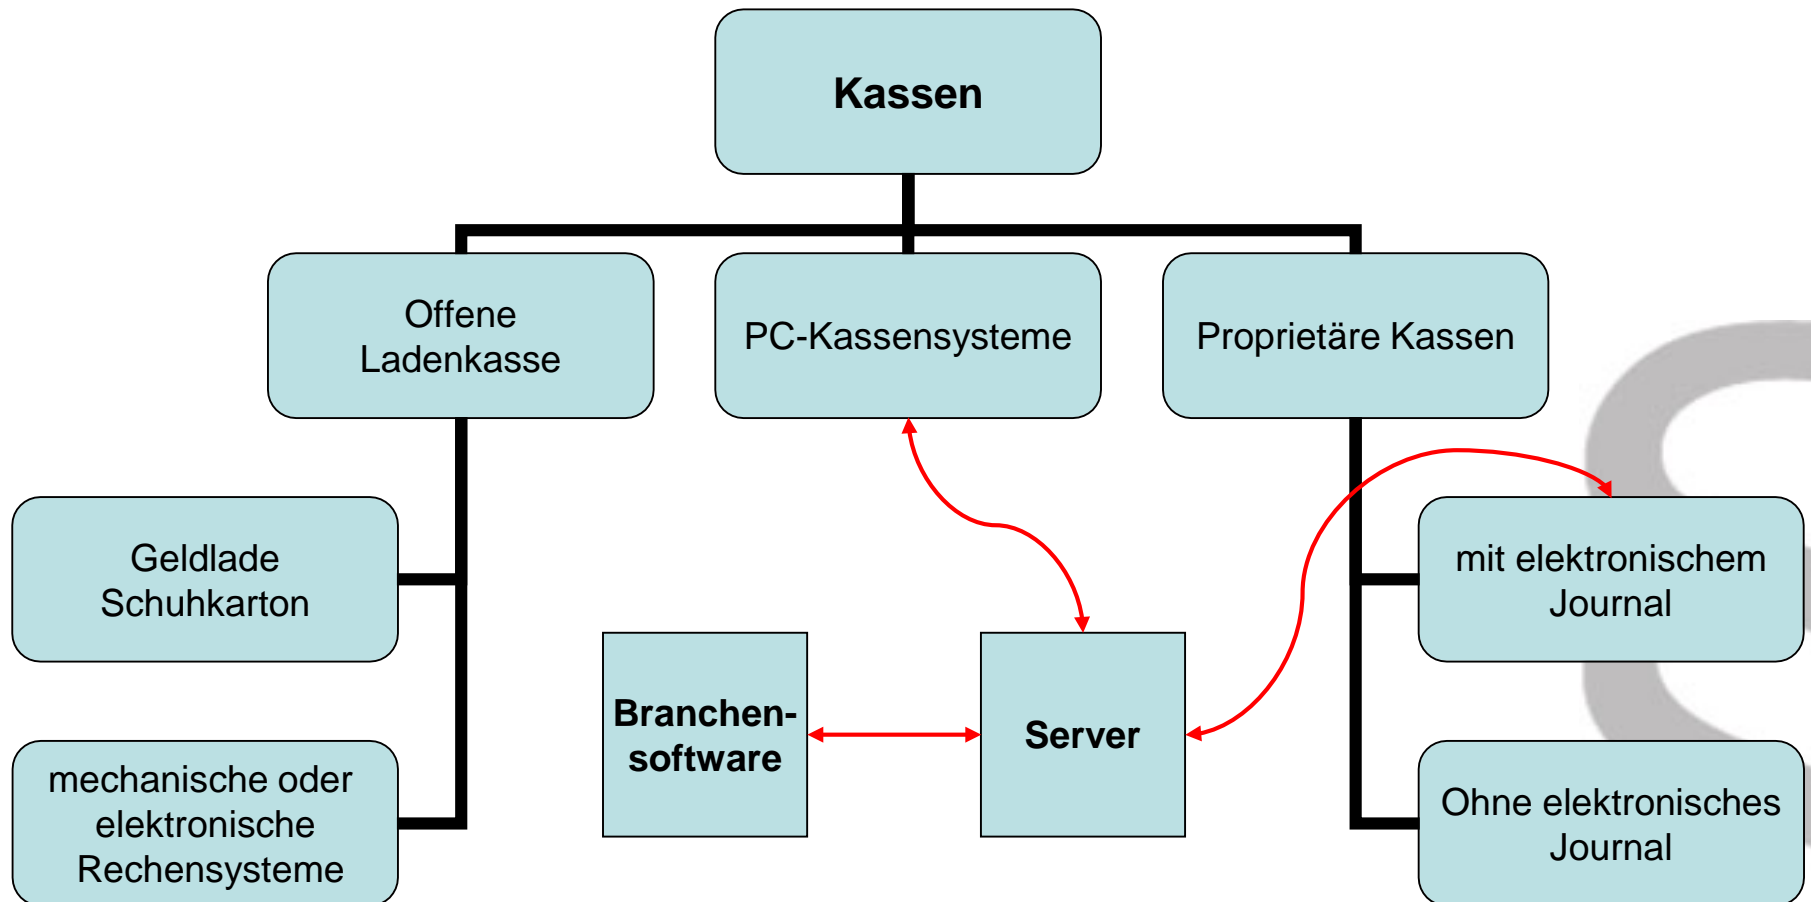 Kassen
Offene
Ladenkasse
PC-Kassensysteme
Proprietäre Kassen
Geldlade
Schuhkarton
mit elektronischem
Journal
Branchen-
software
Server
mechanische oder
elektronische
Rechensysteme
Ohne elektronisches
Journal